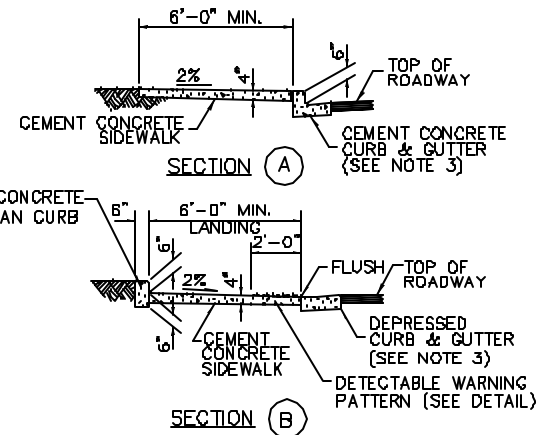 6'-0" MIN.
6"
2%
4"
TOP OF
ROADWAY
CEMENT CONCRETE
SIDEWALK
CEMENT CONCRETE
CURB & GUTTER
(SEE NOTE 3)
SECTION A
CONCRETE
AN CURB
6"
6'-0" MIN.
LANDING
2'-0"
6"
FLUSH
TOP OF
ROADWAY
2%
4"
6"
CEMENT
CONCRETE
SIDEWALK
DEPRESSED
CURB & GUTTER
(SEE NOTE 3)
DETECTABLE WARNING
PATTERN (SEE DETAIL)
SECTION B